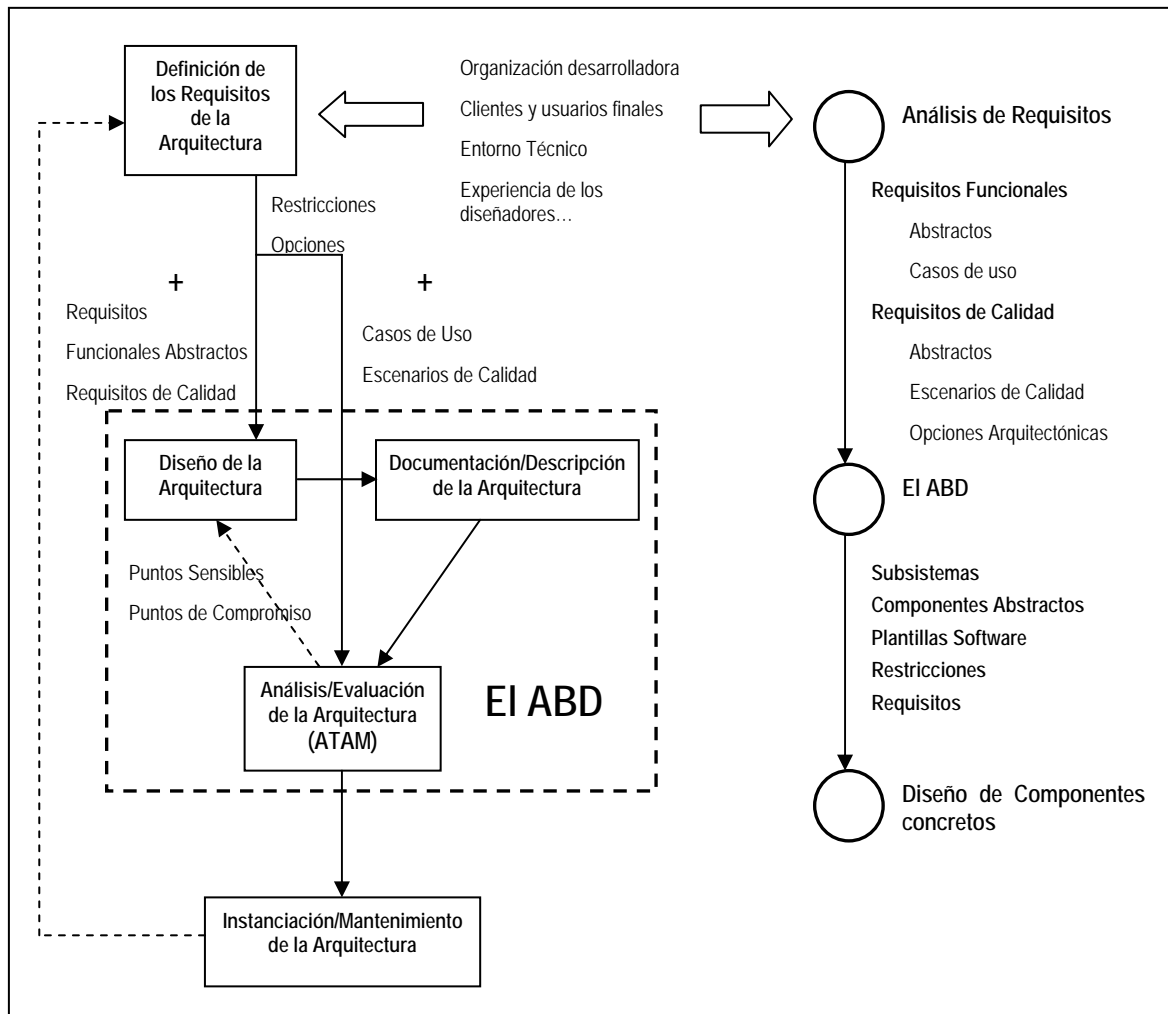 Definición de
los Requisitos de
la
Arquitectura
Organización desarrolladora
Clientes y usuarios finales
Entorno Técnico
Experiencia de los
diseñadores…
Restricciones
Opciones
+
Requisitos
Funcionales Abstractos
Requisitos de Calidad
+
Casos de Uso
Escenarios de Calidad
Diseño de la
Arquitectura
Documentación/Descripción
de la Arquitectura
Puntos Sensibles
Puntos de Compromiso
Análisis/Evaluación
de la Arquitectura
(ATAM)
El ABD
Instanciación/Mantenimiento
de la Arquitectura
Análisis de Requisitos
Requisitos Funcionales
Abstractos
Casos de uso
Requisitos de Calidad
Abstractos
Escenarios de Calidad
Opciones Arquitectónicas
El ABD
Subsistemas
Componentes Abstractos
Plantillas Software
Restricciones
Requisitos
Diseño de Componentes
concretos